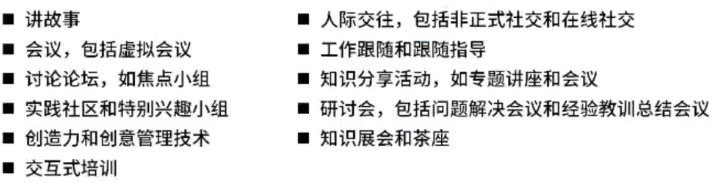 ■ 讲故事
■ 会议，包括虚拟会议
■ 讨论论坛，如焦点小组
■ 实践社区和特别兴趣小组
■ 创造力和创意管理技术
■ 交互式培训
■ 人际交往，包括非正式社交和在线社交
■ 工作跟随和跟随指导
■ 知识分享活动，如专题讲座和会议
■ 研讨会，包括问题解决会议和经验教训总结会议
■ 知识展会和茶座